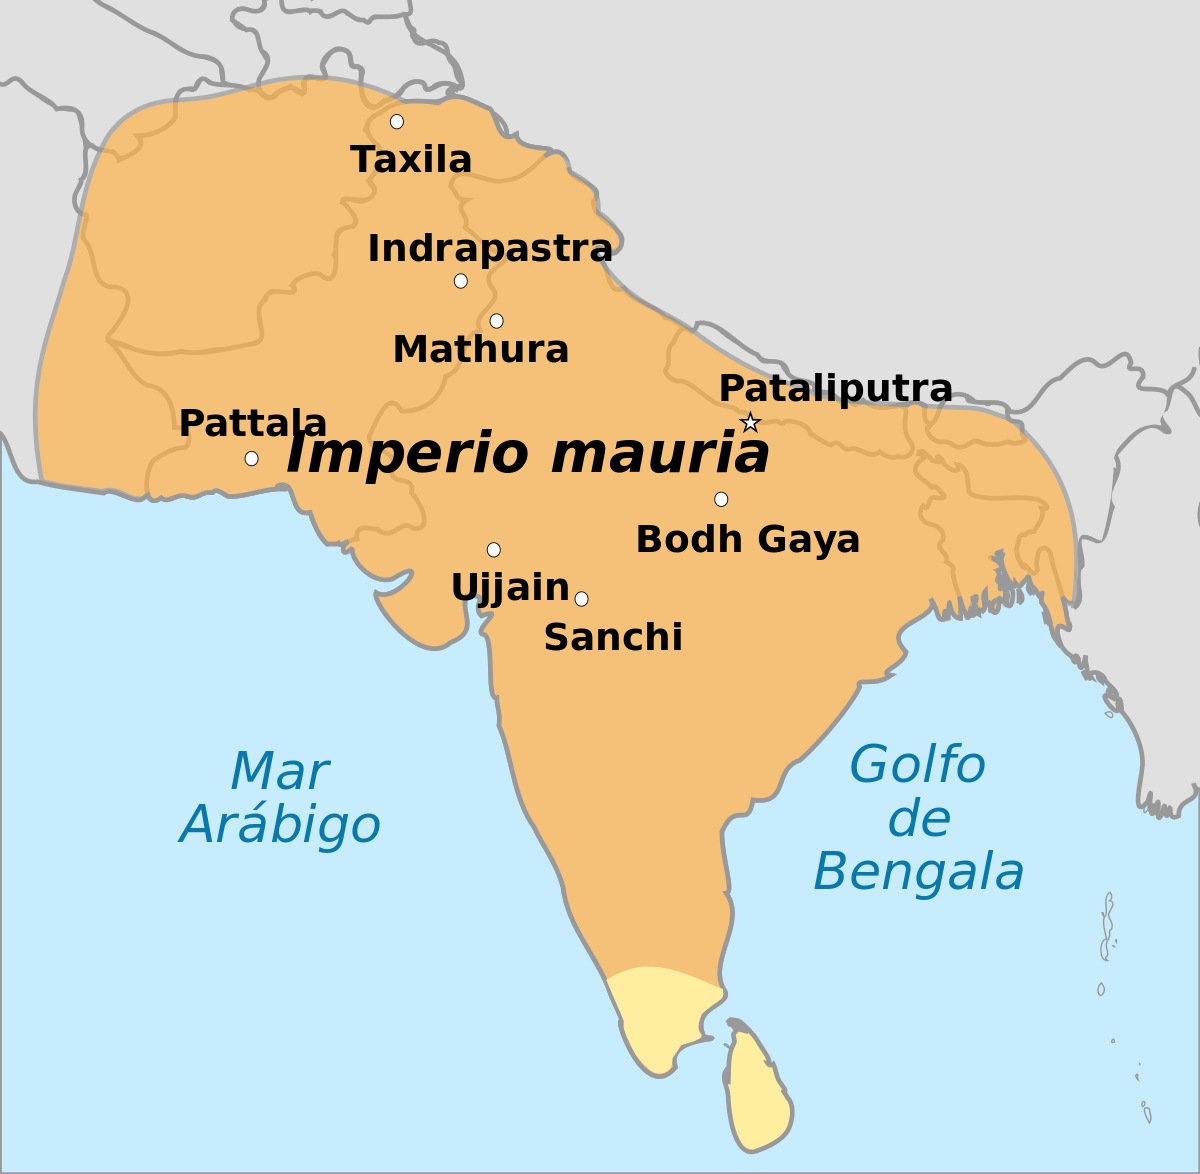 Taxila
Indrapastra
Mathura
Pataliputra
Pattala
Imperio mauria
Bodh Gaya
Ujjain
Sanchi
Mar
Arábigo
Golfo
de
Bengala